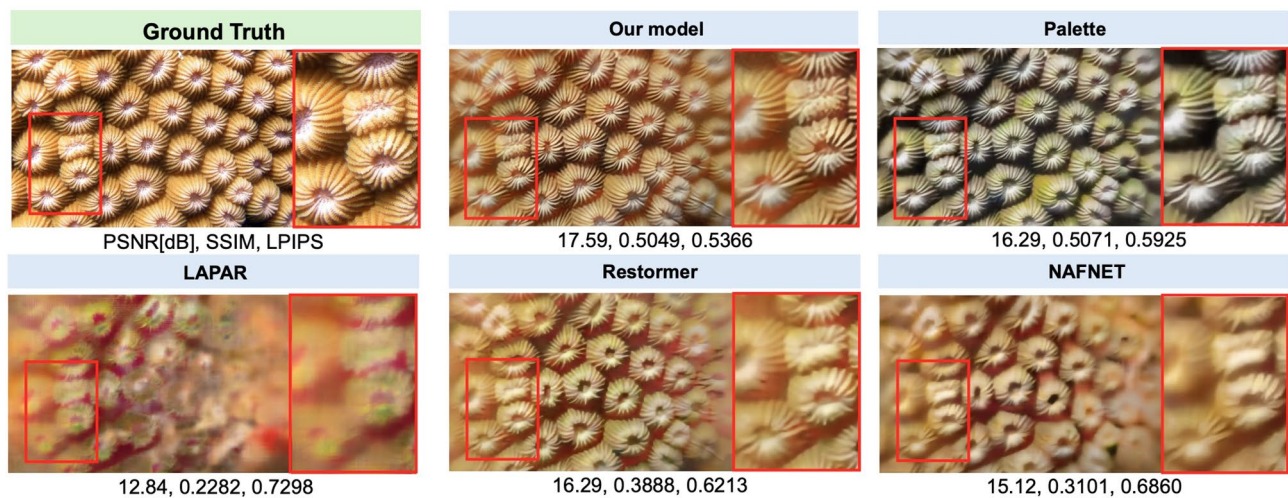 Ground Truth
Our model
Palette
PSNR[dB], SSIM, LPIPS
17.59, 0.5049, 0.5366
16.29, 0.5071, 0.5925
LAPAR
Restormer
NAFNET
12.84, 0.2282, 0.7298
16.29, 0.3888, 0.6213
15.12, 0.3101, 0.6860